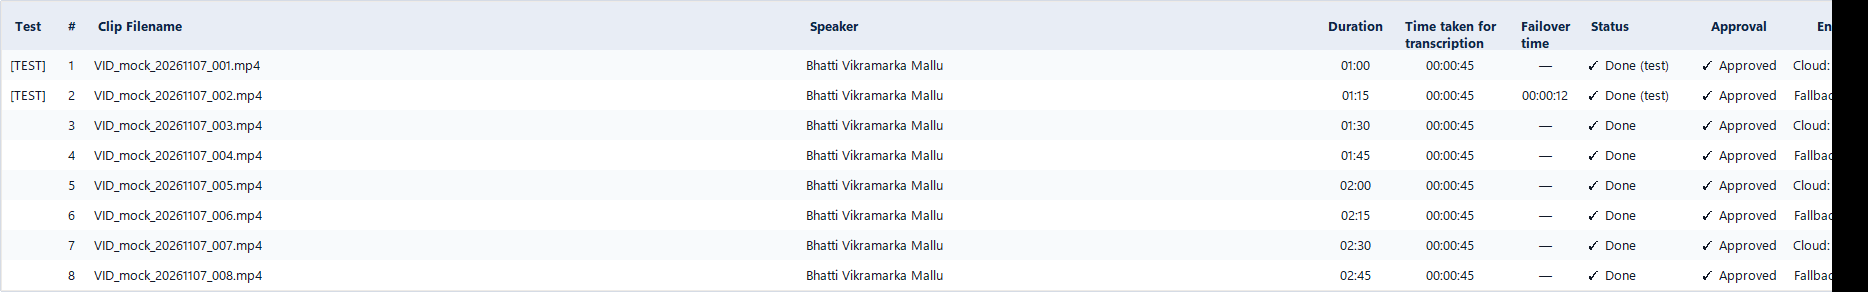 Test # Clip Filename Speaker Duration Time taken for transcription Failover time Status Approval En
[TEST] 1 VID_mock_20261107_001.mp4 Bhatti Vikramarka Mallu 01:00 00:00:45 — ✓ Done (test) ✓ Approved Cloud:
[TEST] 2 VID_mock_20261107_002.mp4 Bhatti Vikramarka Mallu 01:15 00:00:45 00:00:12 ✓ Done (test) ✓ Approved Fallbac
3 VID_mock_20261107_003.mp4 Bhatti Vikramarka Mallu 01:30 00:00:45 — ✓ Done ✓ Approved Cloud:
4 VID_mock_20261107_004.mp4 Bhatti Vikramarka Mallu 01:45 00:00:45 — ✓ Done ✓ Approved Fallbac
5 VID_mock_20261107_005.mp4 Bhatti Vikramarka Mallu 02:00 00:00:45 — ✓ Done ✓ Approved Cloud:
6 VID_mock_20261107_006.mp4 Bhatti Vikramarka Mallu 02:15 00:00:45 — ✓ Done ✓ Approved Fallbac
7 VID_mock_20261107_007.mp4 Bhatti Vikramarka Mallu 02:30 00:00:45 — ✓ Done ✓ Approved Cloud:
8 VID_mock_20261107_008.mp4 Bhatti Vikramarka Mallu 02:45 00:00:45 — ✓ Done ✓ Approved Fallbac